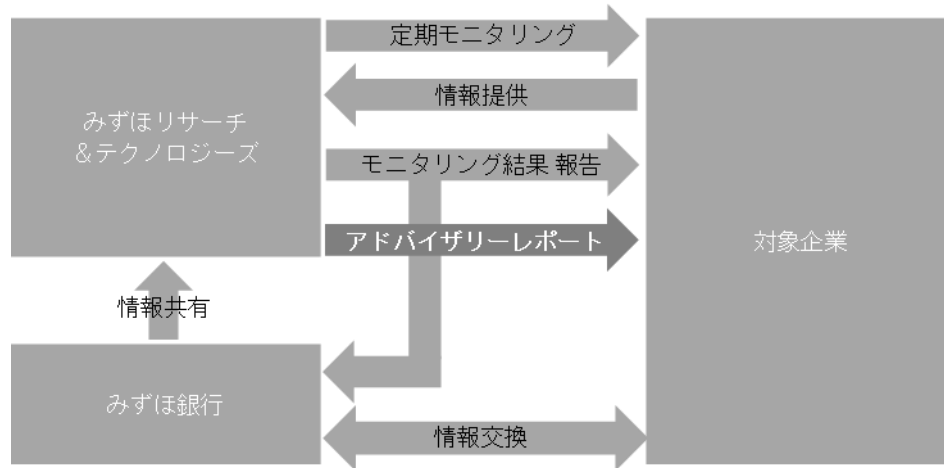 定期モニタリング
情報提供
みずほリサーチ
&テクノロジーズ
モニタリング結果 報告
アドバイザリーレポート
対象企業
情報共有
みずほ銀行
情報交換